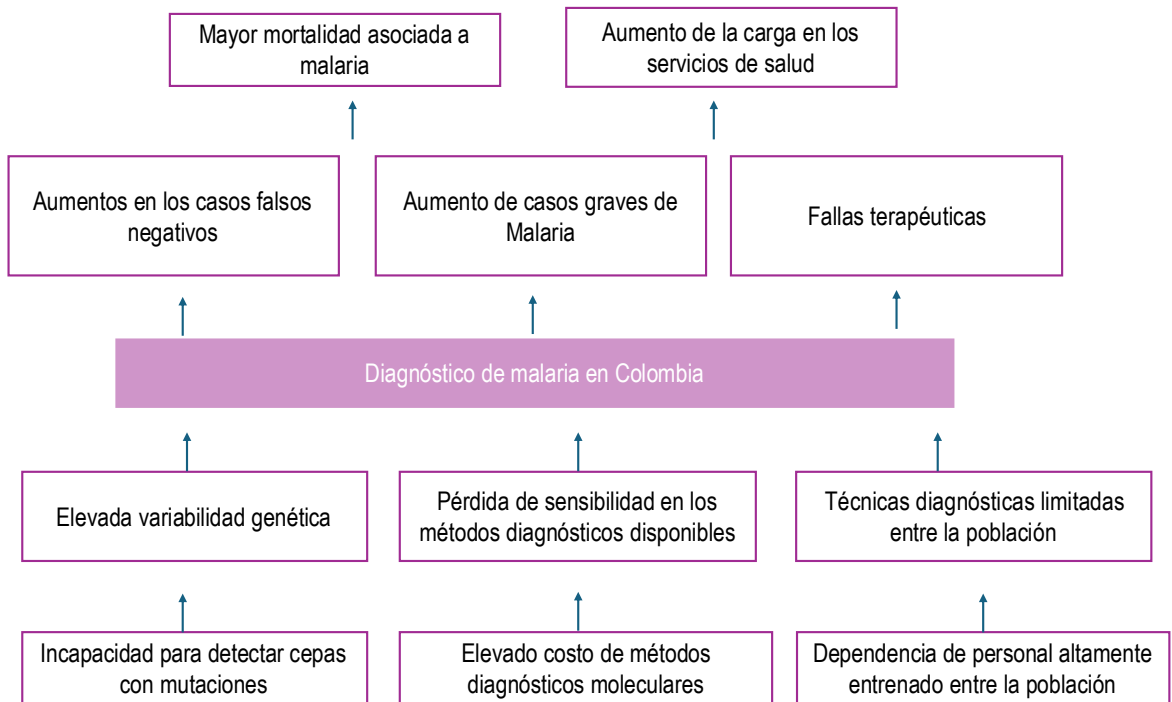 Mayor mortalidad asociada a
malaria
Aumento de la carga en los
servicios de salud
Aumentos en los casos falsos
negativos
Aumento de casos graves de
Malaria
Fallas terapéuticas
Diagnóstico de malaria en Colombia
Elevada variabilidad genética
Pérdida de sensibilidad en los
métodos diagnósticos disponibles
Técnicas diagnósticas limitadas
entre la población
Incapacidad para detectar cepas
con mutaciones
Elevado costo de métodos
diagnósticos moleculares
Dependencia de personal altamente
entrenado entre la población